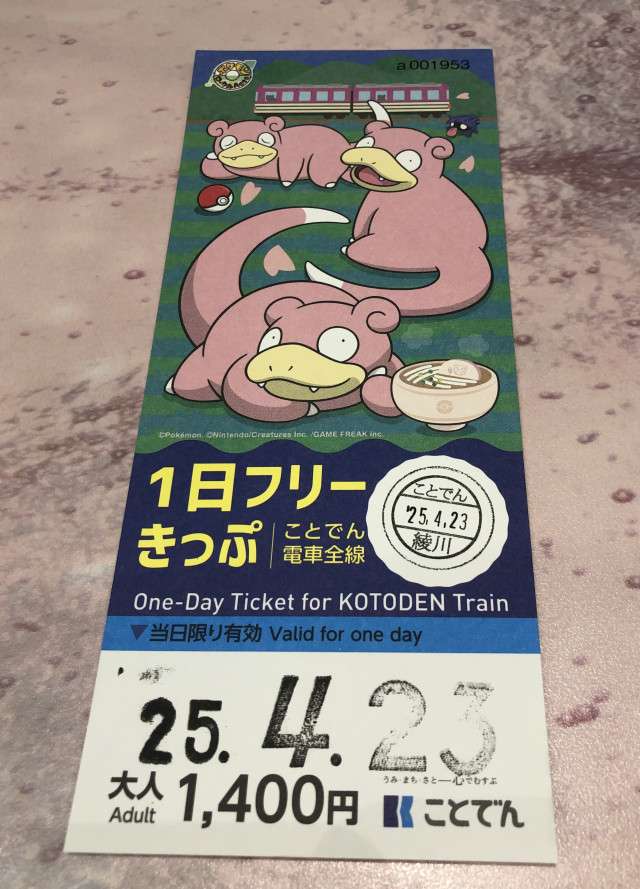 a001953
©Pokémon. ©Nintendo/Creatures Inc. /GAME FREAK inc.
1日フリー
きっぷ
ことでん
電車全線
ことでん
'25.4.23
綾川
One-Day Ticket for KOTODEN Train
▼当日限り有効 Valid for one day
25.4.23
うみ・まち・さと——心でむすぶ
大人
Adult
1,400円
ことでん